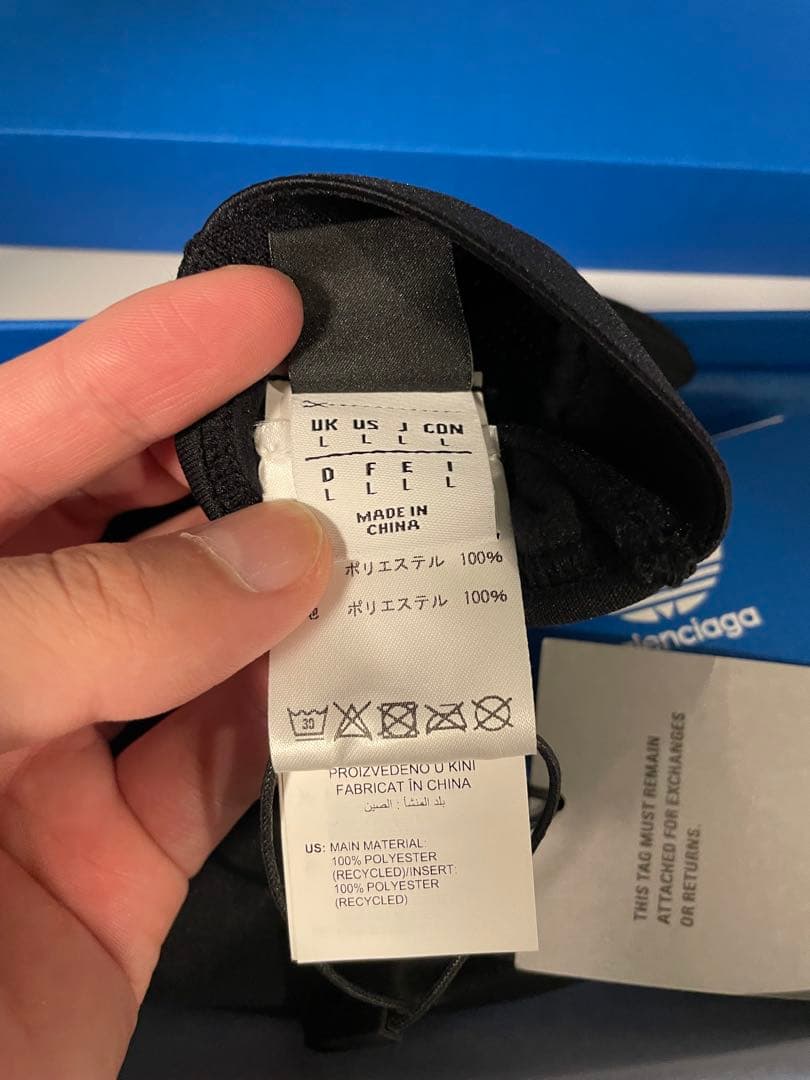 UK US J CON
L L L L
D F E I
L L L L
MADE IN
CHINA
ポリエステル 100%
ポリエステル 100%
30
PROIZVEDENO U KINI
FABRICAT ÎN CHINA
بلد المنشأ : الصين
US: MAIN MATERIAL:
100% POLYESTER
(RECYCLED)/INSERT:
100% POLYESTER
(RECYCLED)
THIS TAG MUST REMAIN
ATTACHED FOR EXCHANGES
OR RETURNS.